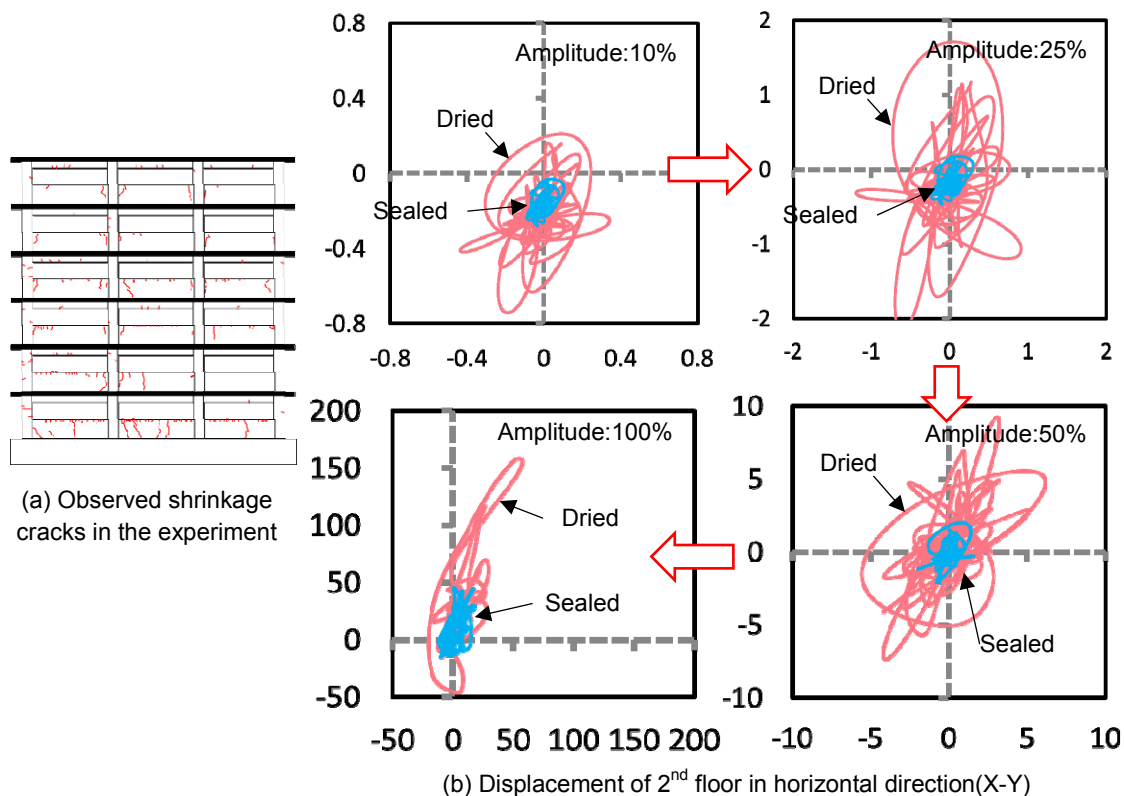 0.8
Amplitude:10%
0.4
Dried
0
Sealed
-0.4
-0.8
-0.8
-0.4
0
0.4
0.8
2
Amplitude:25%
Dried
1
0
Sealed
-1
-2
-2
-1
0
1
2
(a) Observed shrinkage
cracks in the experiment
200
Amplitude:100%
150
Dried
100
50
Sealed
0
-50
-50
0
50
100
150
200
10
Amplitude:50%
Dried
5
0
-5
Sealed
-10
-10
-5
0
5
10
(b) Displacement of 2nd floor in horizontal direction(X-Y)